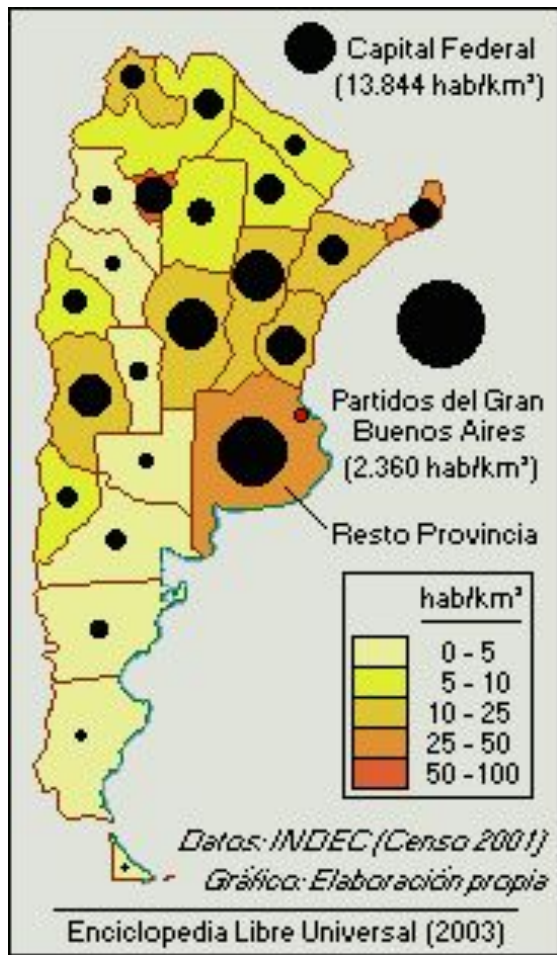 Capital Federal
(13.844 hab/km²)
Partidos del Gran
Buenos Aires
(2.360 hab/km²)
Resto Provincia
hab/km²
0 - 5
5 - 10
10 - 25
25 - 50
50 - 100
Datos: INDEC (Censo 2001)
Gráfico: Elaboración propia
Enciclopedia Libre Universal (2003)